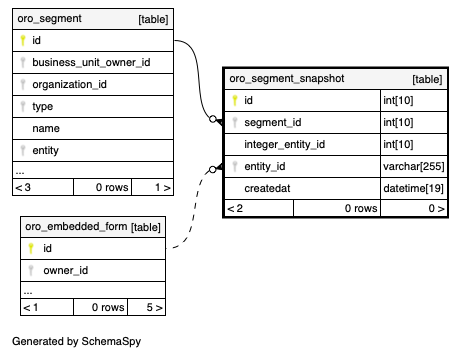 oro_segment [table]
id
business_unit_owner_id
organization_id
type
name
entity
...
< 3 0 rows 1 >
oro_segment_snapshot [table]
id int[10]
segment_id int[10]
integer_entity_id int[10]
entity_id varchar[255]
createdat datetime[19]
< 2 0 rows 0 >
oro_embedded_form [table]
id
owner_id
...
< 1 0 rows 5 >
Generated by SchemaSpy